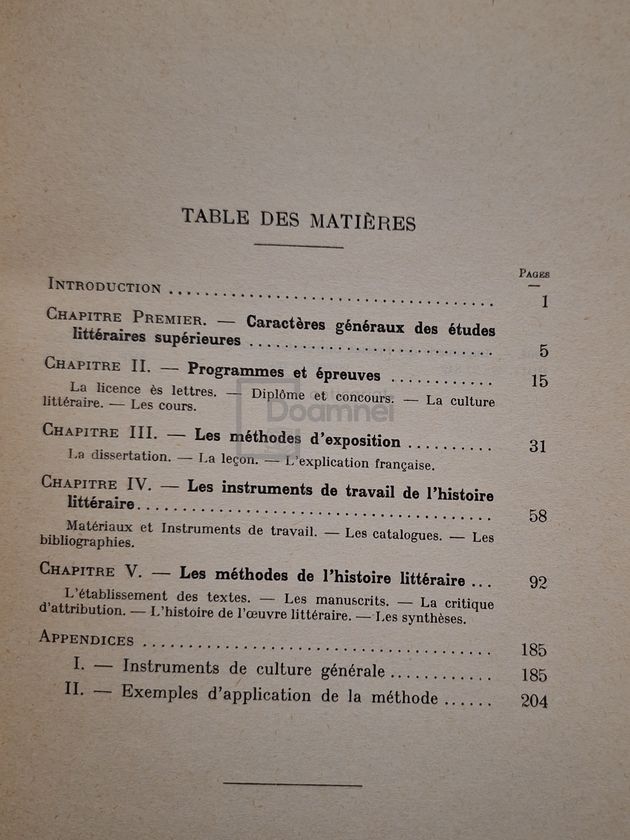 TABLE DES MATIÈRES
PAGES
INTRODUCTION .................................... 1
CHAPITRE PREMIER. — Caractères généraux des études
littéraires supérieures ............................ 5
CHAPITRE II. — Programmes et épreuves ............ 15
La licence ès lettres. — Diplôme et concours. — La culture
littéraire. — Les cours.
CHAPITRE III. — Les méthodes d'exposition .......... 31
La dissertation. — La leçon. — L'explication française.
CHAPITRE IV. — Les instruments de travail de l'histoire
littéraire........................................ 58
Matériaux et Instruments de travail. — Les catalogues. — Les
bibliographies.
CHAPITRE V. — Les méthodes de l'histoire littéraire ... 92
L'établissement des textes. — Les manuscrits. — La critique
d'attribution. — L'histoire de l'œuvre littéraire. — Les synthèses.
APPENDICES ....................................... 185
I. — Instruments de culture générale ............ 185
II. — Exemples d'application de la méthode ...... 204
Doamnei